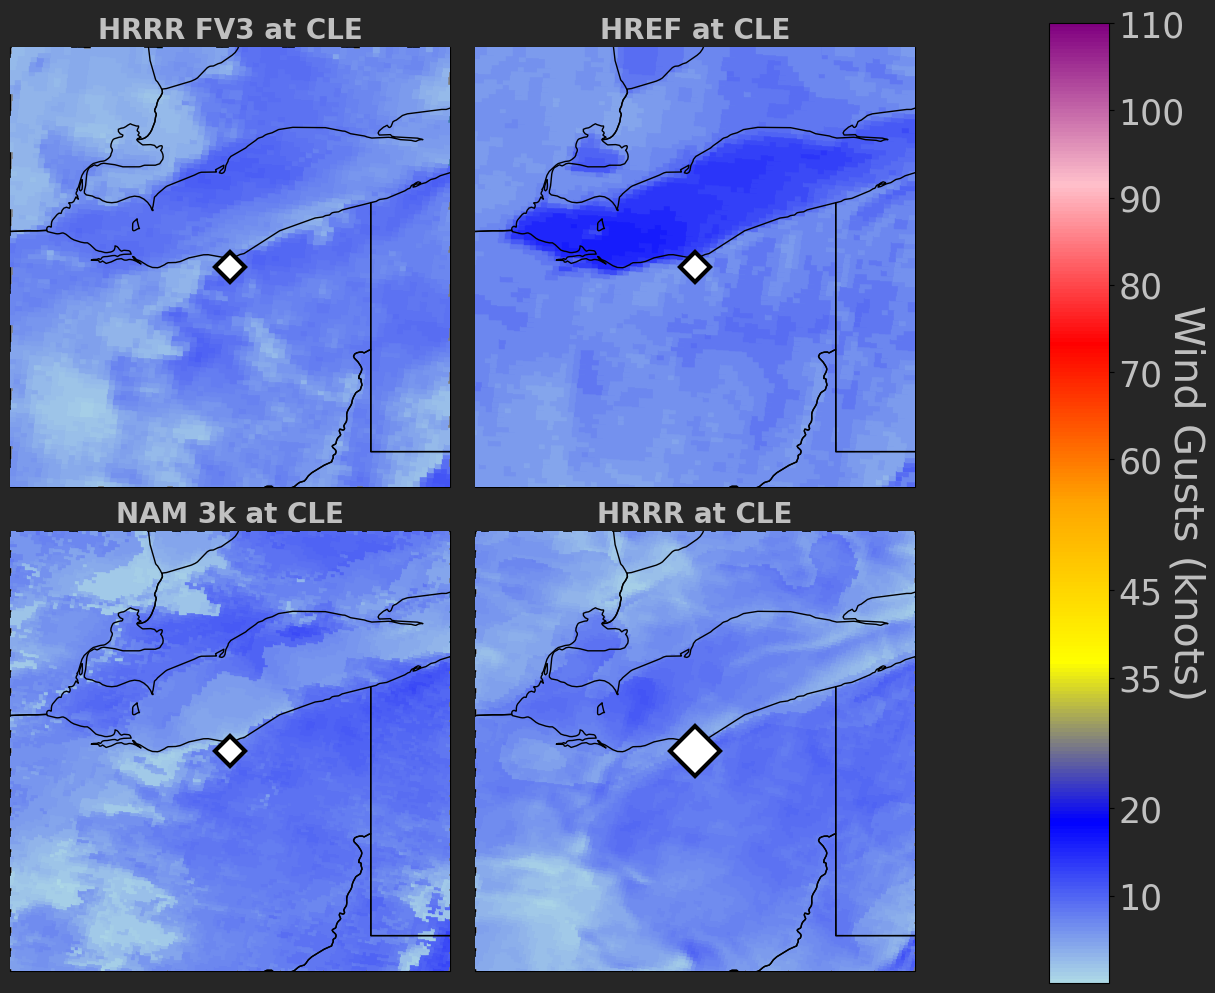 HRRR FV3 at CLE
HREF at CLE
NAM 3k at CLE
HRRR at CLE
110
100
90
80
70
60
45
35
20
10
Wind Gusts (knots)